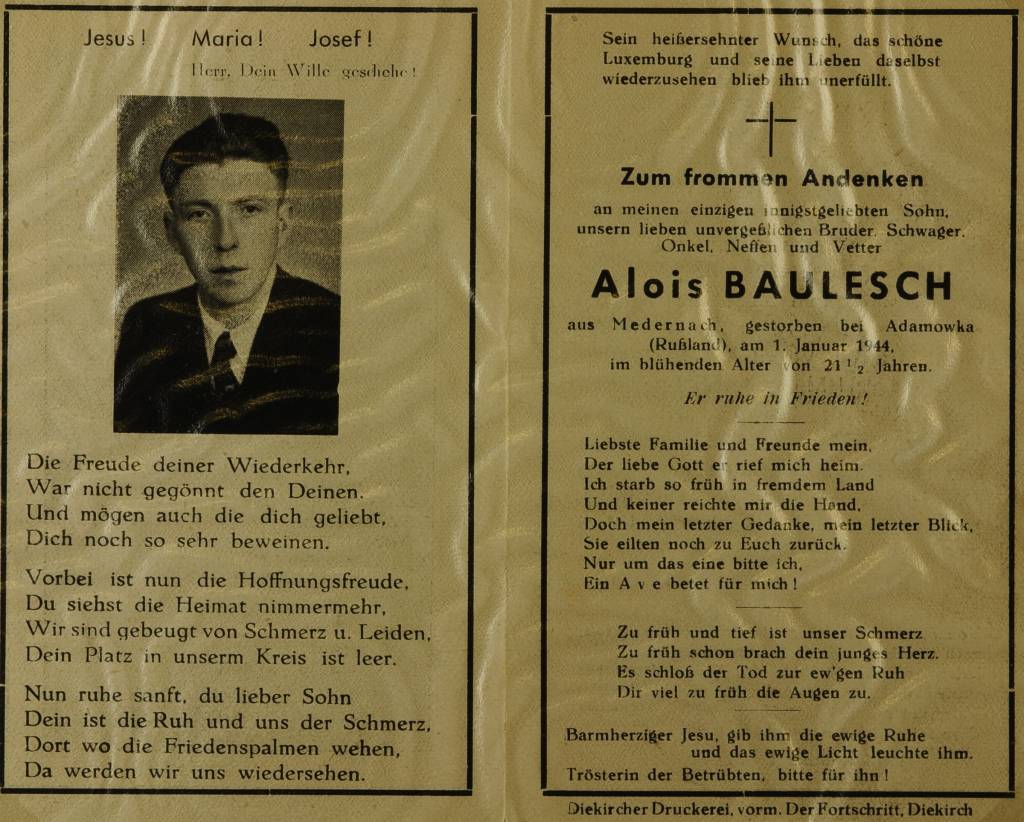 Jesus! Maria! Josef!
Herr, Dein Wille geschehe!
Die Freude deiner Wiederkehr,
War nicht gegönnt den Deinen.
Und mögen auch die dich geliebt,
Dich noch so sehr beweinen.
Vorbei ist nun die Hoffnungsfreude,
Du siehst die Heimat nimmermehr,
Wir sind gebeugt von Schmerz u. Leiden,
Dein Platz in unserm Kreis ist leer.
Nun ruhe sanft, du lieber Sohn
Dein ist die Ruh und uns der Schmerz,
Dort wo die Friedenspalmen wehen,
Da werden wir uns wiedersehen.
Sein heißersehnter Wunsch, das schöne
Luxemburg und seine Lieben daselbst
wiederzusehen blieb ihm unerfüllt.
Zum frommen Andenken
an meinen einzigen innigstgeliebten Sohn,
unsern lieben unvergeßlichen Bruder, Schwager,
Onkel, Neffen und Vetter
Alois BAULESCH
aus Medernach, gestorben bei Adamowka
(Rußland), am 1. Januar 1944,
im blühenden Alter von 21 1/2 Jahren.
Er ruhe in Frieden!
Liebste Familie und Freunde mein,
Der liebe Gott er rief mich heim.
Ich starb so früh in fremdem Land
Und keiner reichte mir die Hand,
Doch mein letzter Gedanke, mein letzter Blick,
Sie eilten noch zu Euch zurück.
Nur um das eine bitte ich,
Ein Ave betet für mich!
Zu früh und tief ist unser Schmerz
Zu früh schon brach dein junges Herz.
Es schloß der Tod zur ew'gen Ruh
Dir viel zu früh die Augen zu.
Barmherziger Jesu, gib ihm die ewige Ruhe
und das ewige Licht leuchte ihm.
Trösterin der Betrübten, bitte für ihn!
Diekircher Druckerei, vorm. Der Fortschritt, Diekirch